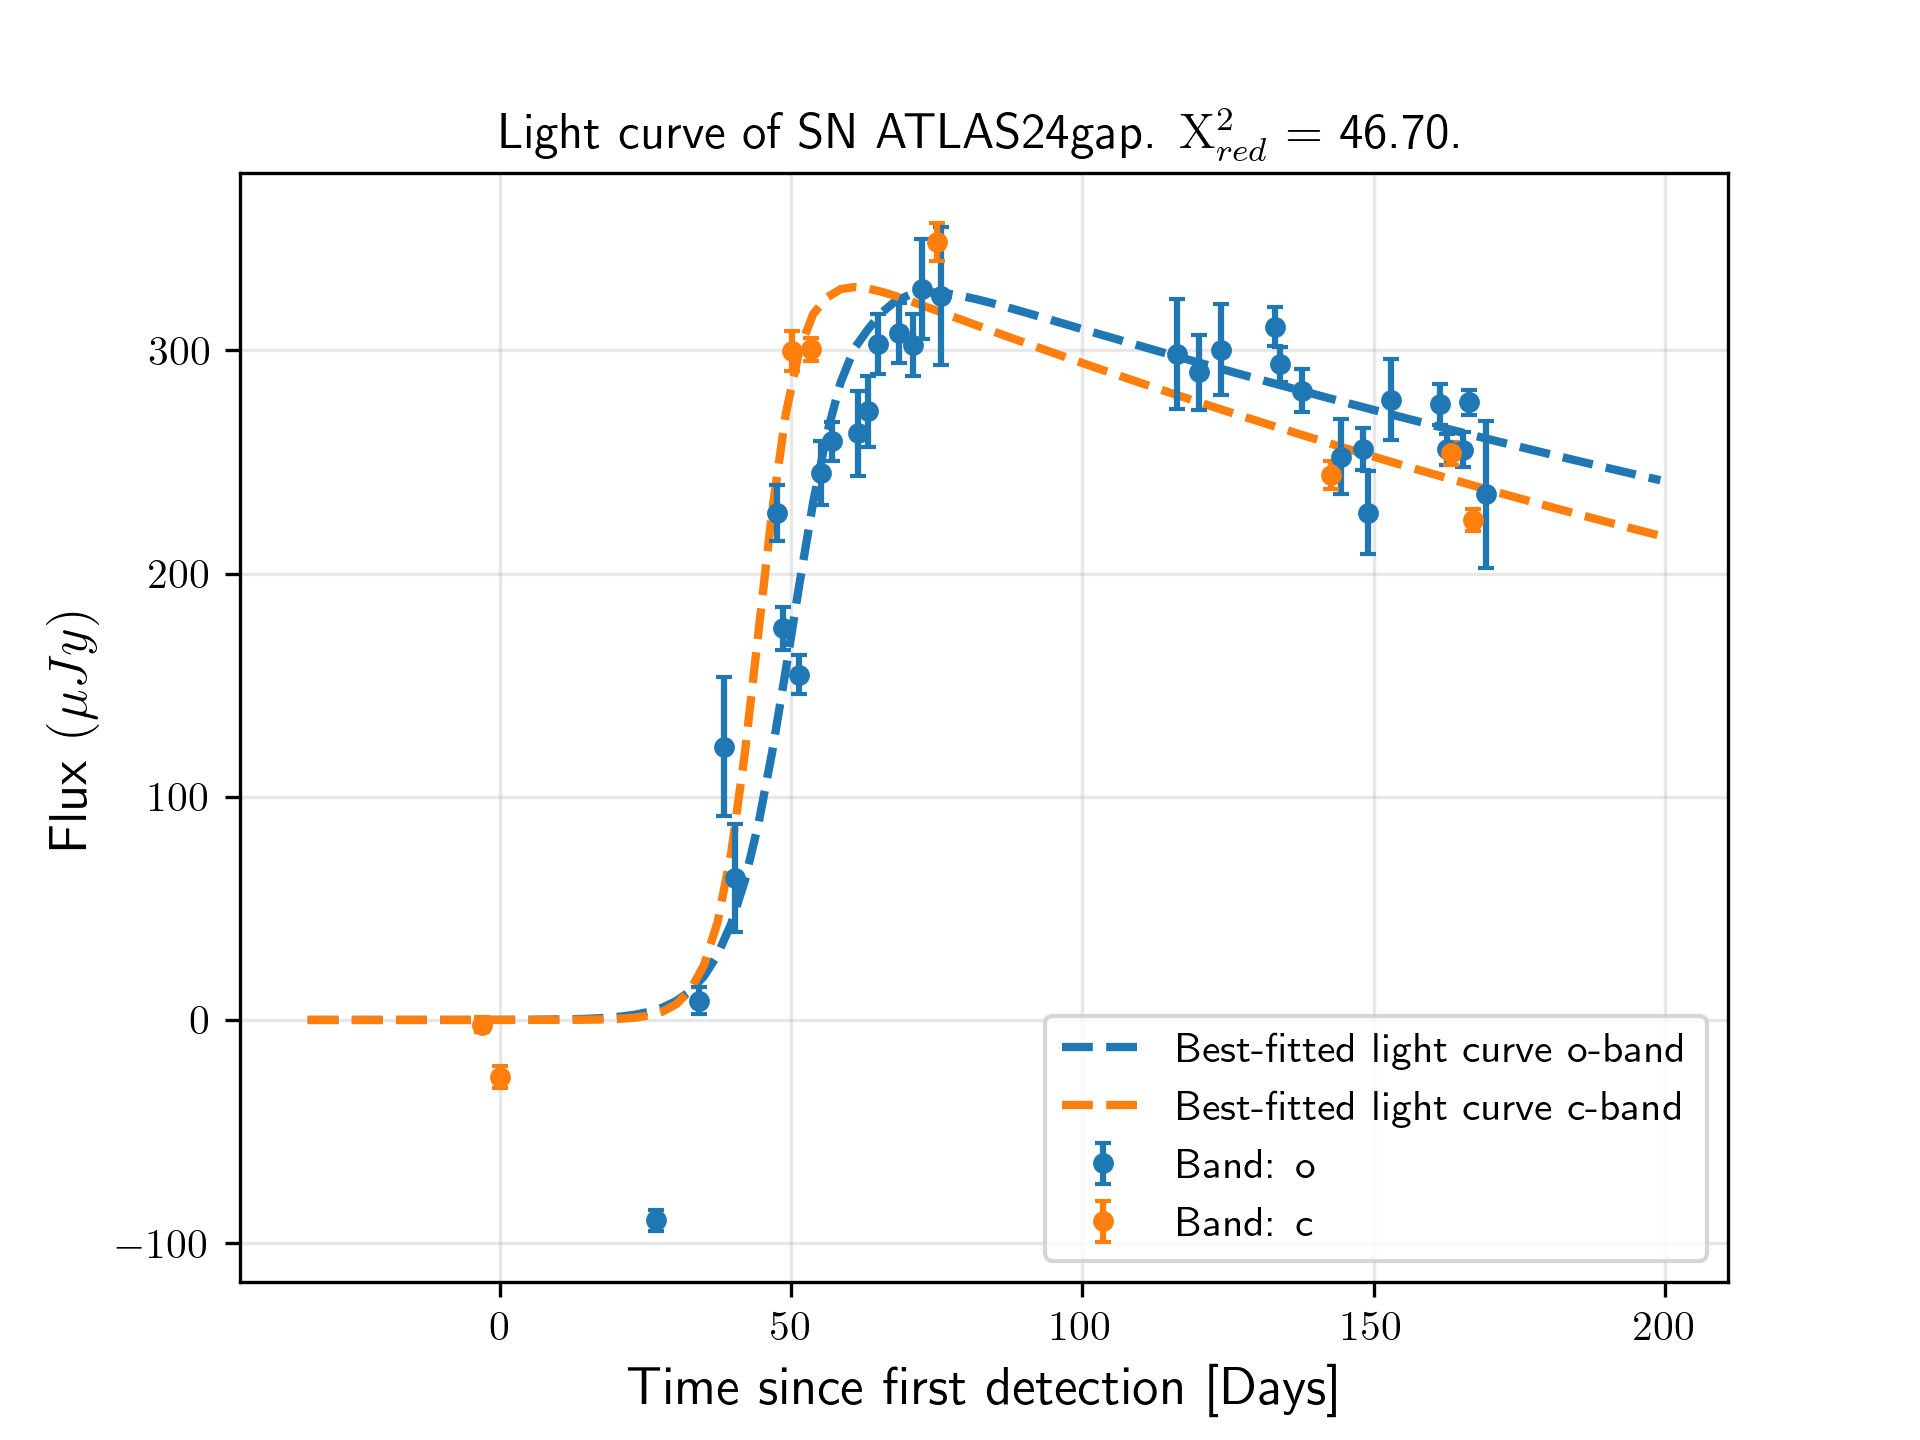 Light curve of SN ATLAS24gap. X²_red = 46.70.
Flux (μJy)
300
200
100
0
−100
0 50 100 150 200
Time since first detection [Days]
Best-fitted light curve o-band
Best-fitted light curve c-band
Band: o
Band: c